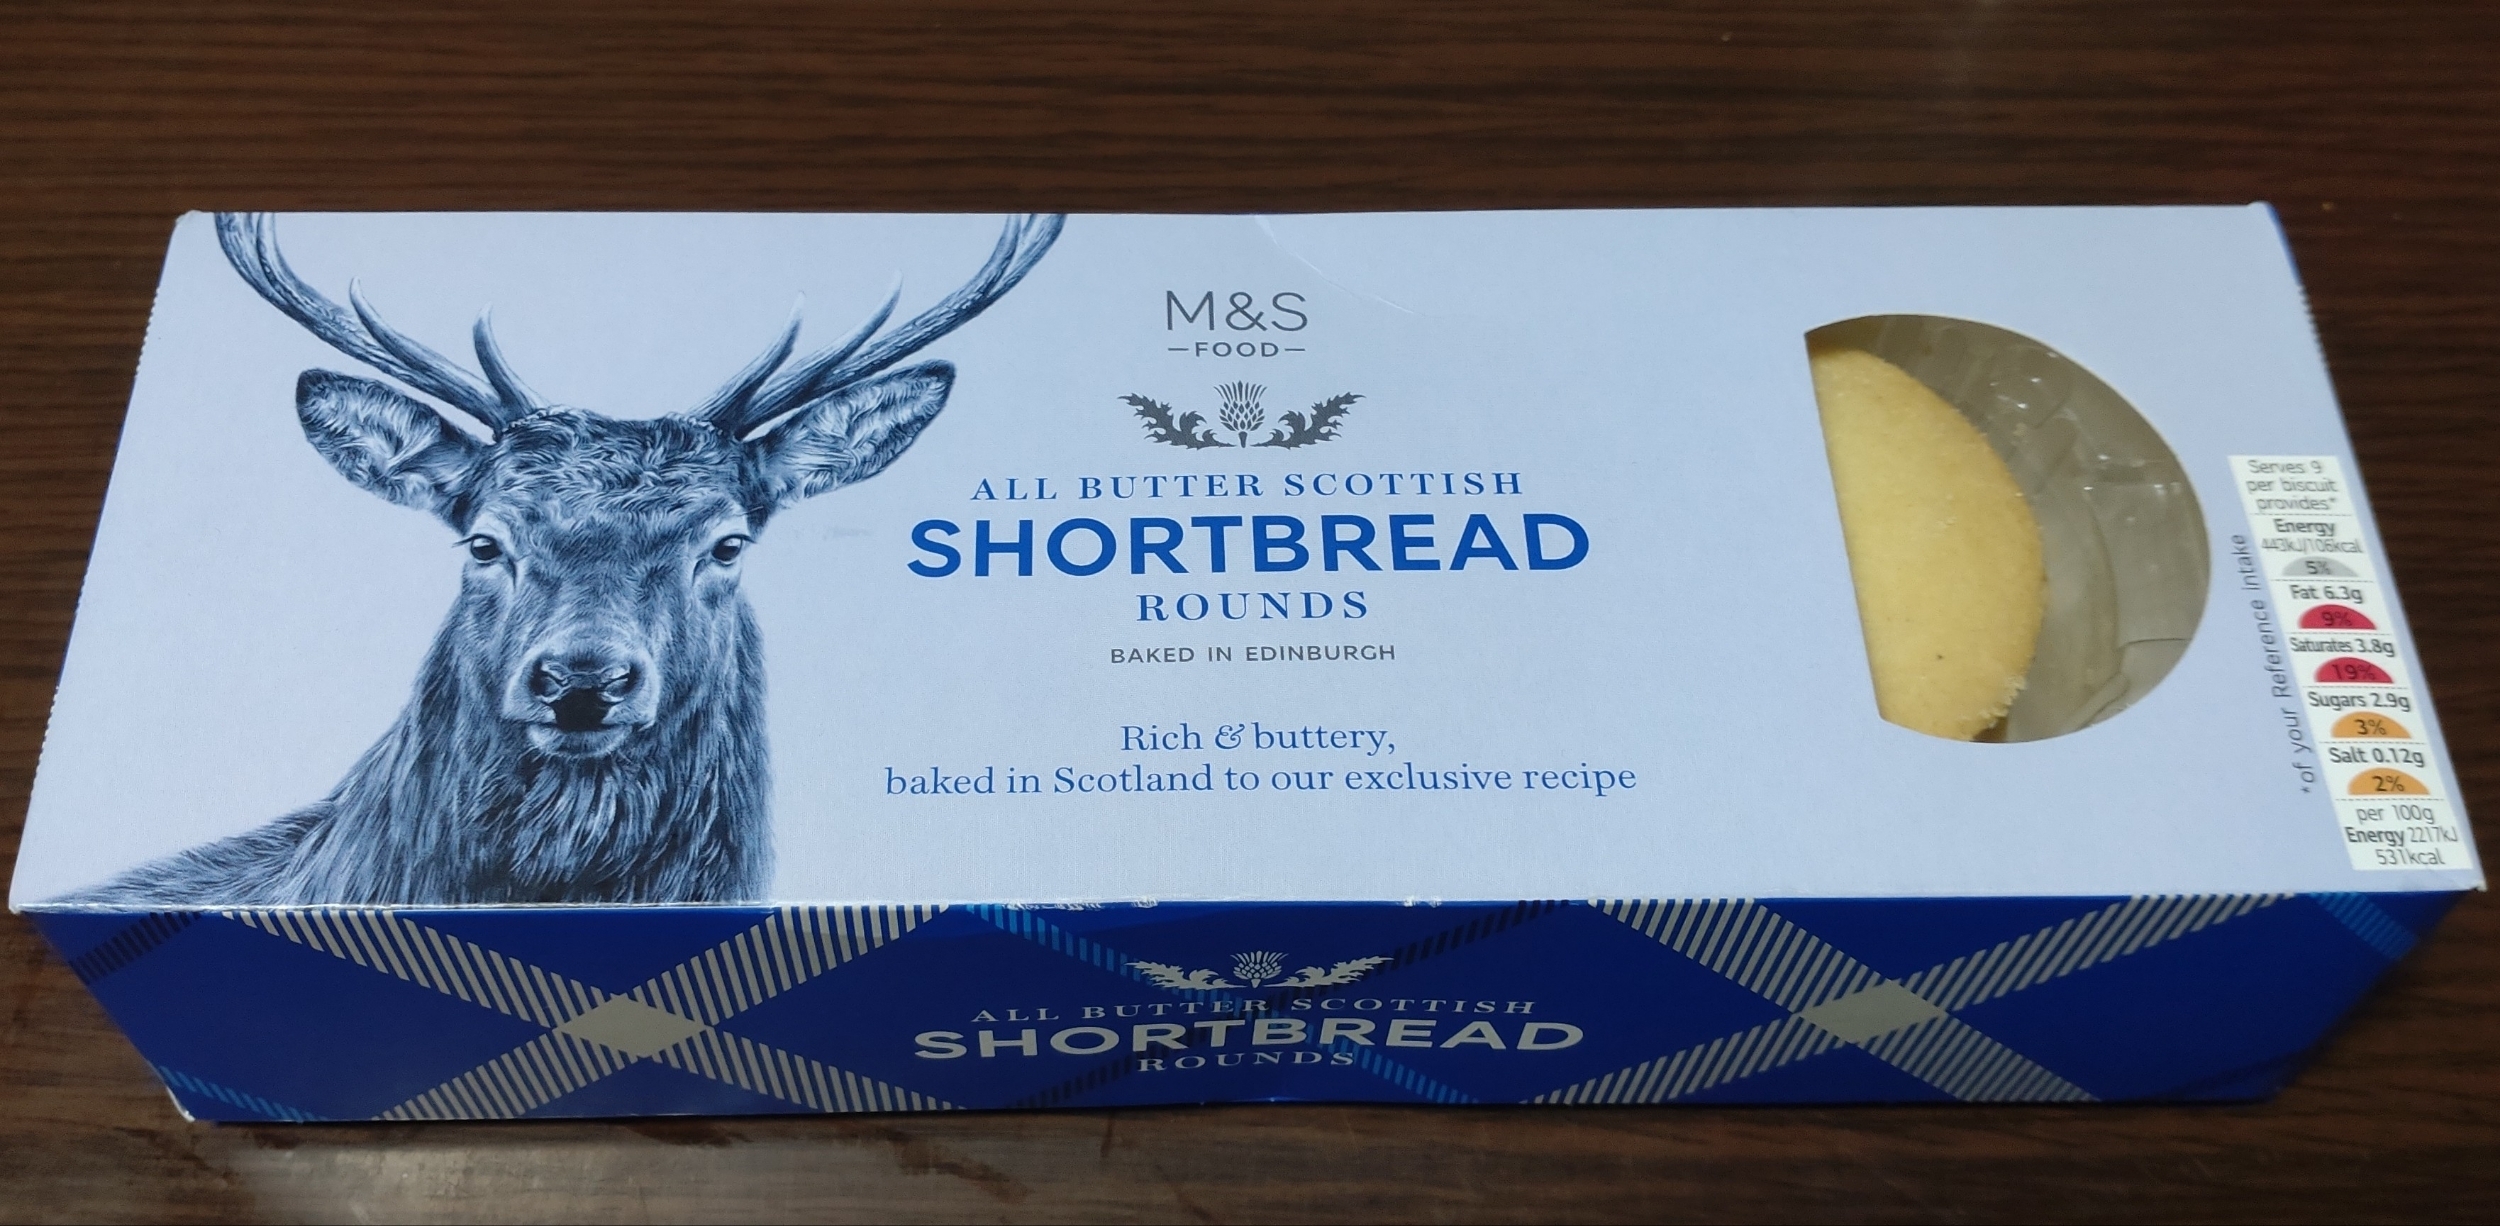 M&S
—FOOD—
ALL BUTTER SCOTTISH
SHORTBREAD
ROUNDS
BAKED IN EDINBURGH
Rich & buttery,
baked in Scotland to our exclusive recipe
*of your Reference Intake
Serves 9
per biscuit
provides*
Energy
443kJ/106kcal
5%
Fat 6.3g
9%
Saturates 3.8g
19%
Sugars 2.9g
3%
Salt 0.12g
2%
per 100g
Energy 2217kJ
531kcal
ALL BUTTER SCOTTISH
SHORTBREAD
ROUNDS